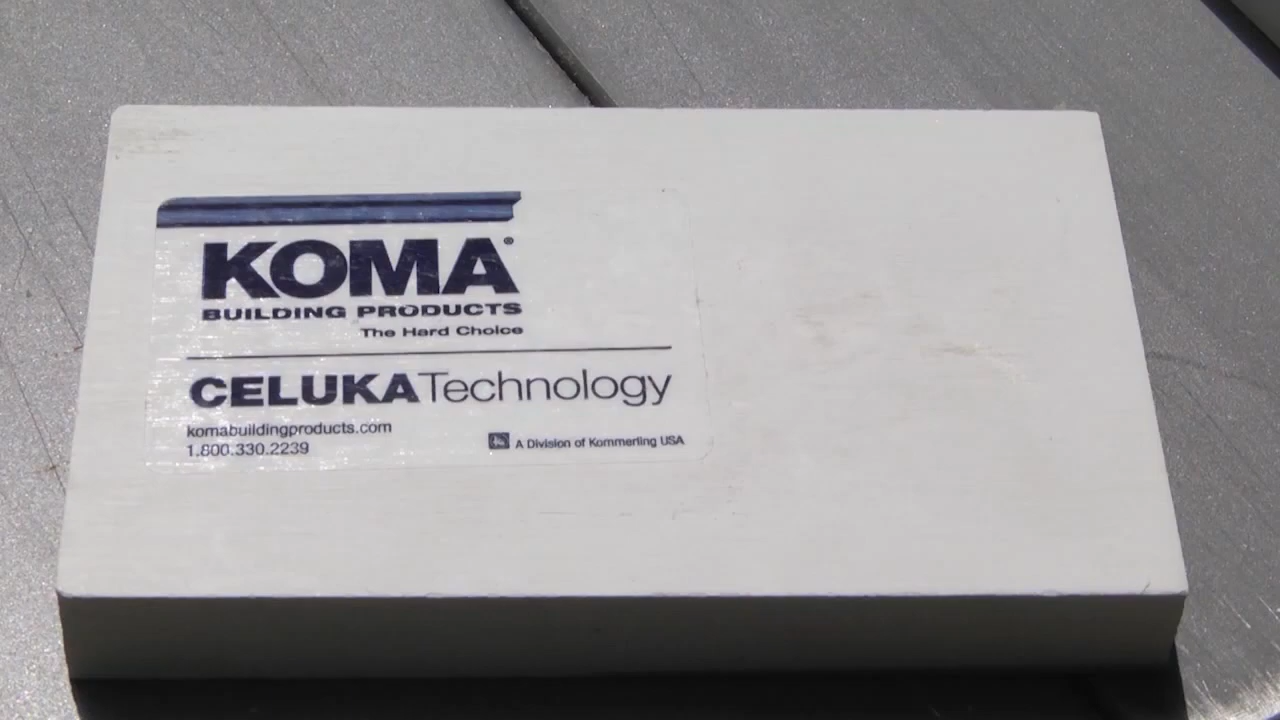 KOMA®
BUILDING PRODUCTS
The Hard Choice
CELUKATechnology
komabuildingproducts.com
1.800.330.2239
A Division of Kommerling USA